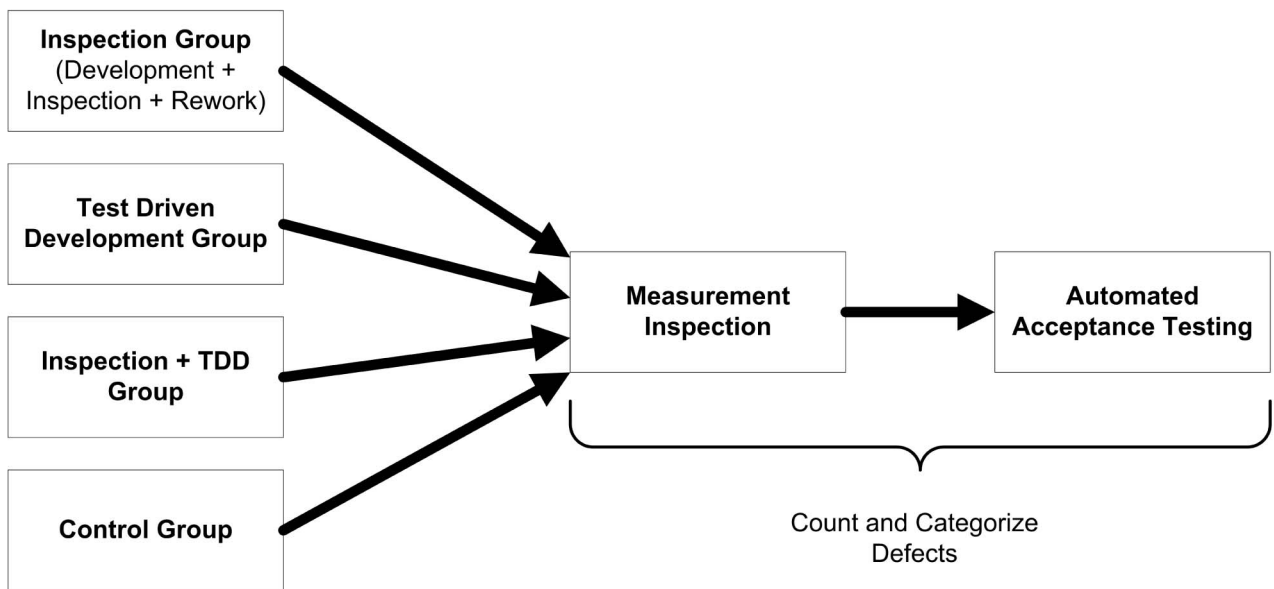 Inspection Group
(Development +
Inspection + Rework)
Test Driven
Development Group
Inspection + TDD
Group
Control Group
Measurement
Inspection
Automated
Acceptance Testing
Count and Categorize
Defects